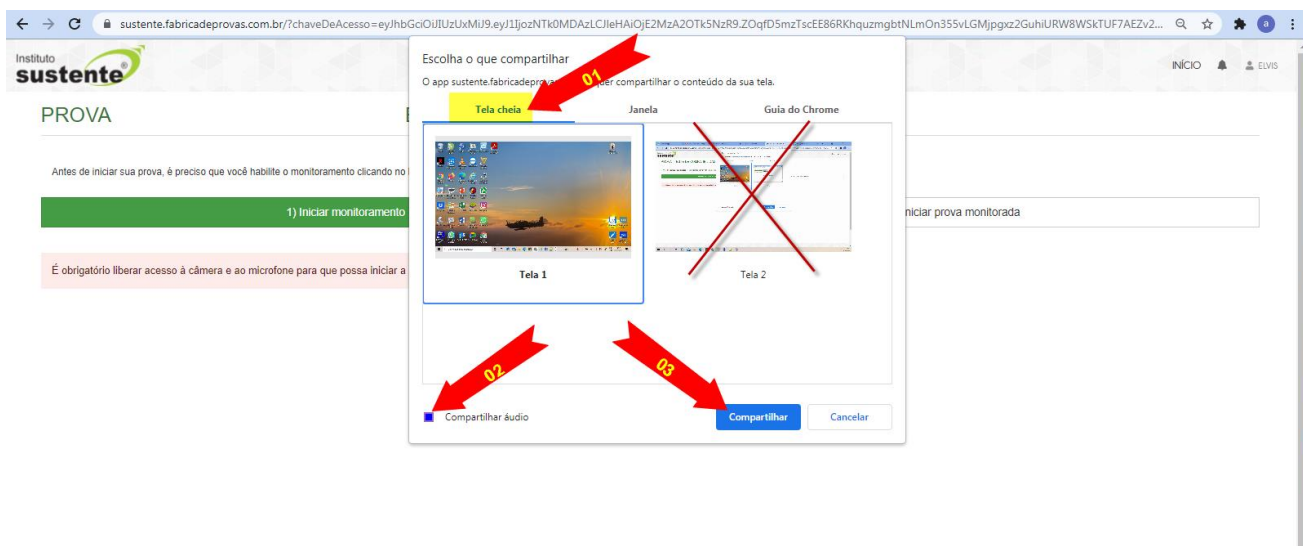 sustente.fabricadeprovas.com.br/?chaveDeAcesso=eyJhbGciOiJIUzUxMiJ9.eyJ1IjozNTk0MDAzLCJleHAiOjE2MzA2OTk5NzR9.ZOqfD5mzTscEE86RKhquzmgbtNLmOn355vLGMjpgxz2GuhiURW8WSkTUF7AEZv2...
a
Instituto
sustente
INÍCIO
ELVIS
PROVA
Escolha o que compartilhar
O app sustente.fabricadeprovas quer compartilhar o conteúdo da sua tela.
01
Tela cheia
Janela
Guia do Chrome
Antes de iniciar sua prova, é preciso que você habilite o monitoramento clicando no
1) Iniciar monitoramento
niciar prova monitorada
É obrigatório liberar acesso à câmera e ao microfone para que possa iniciar a
Tela 1
Tela 2
02
03
Compartilhar áudio
Compartilhar
Cancelar